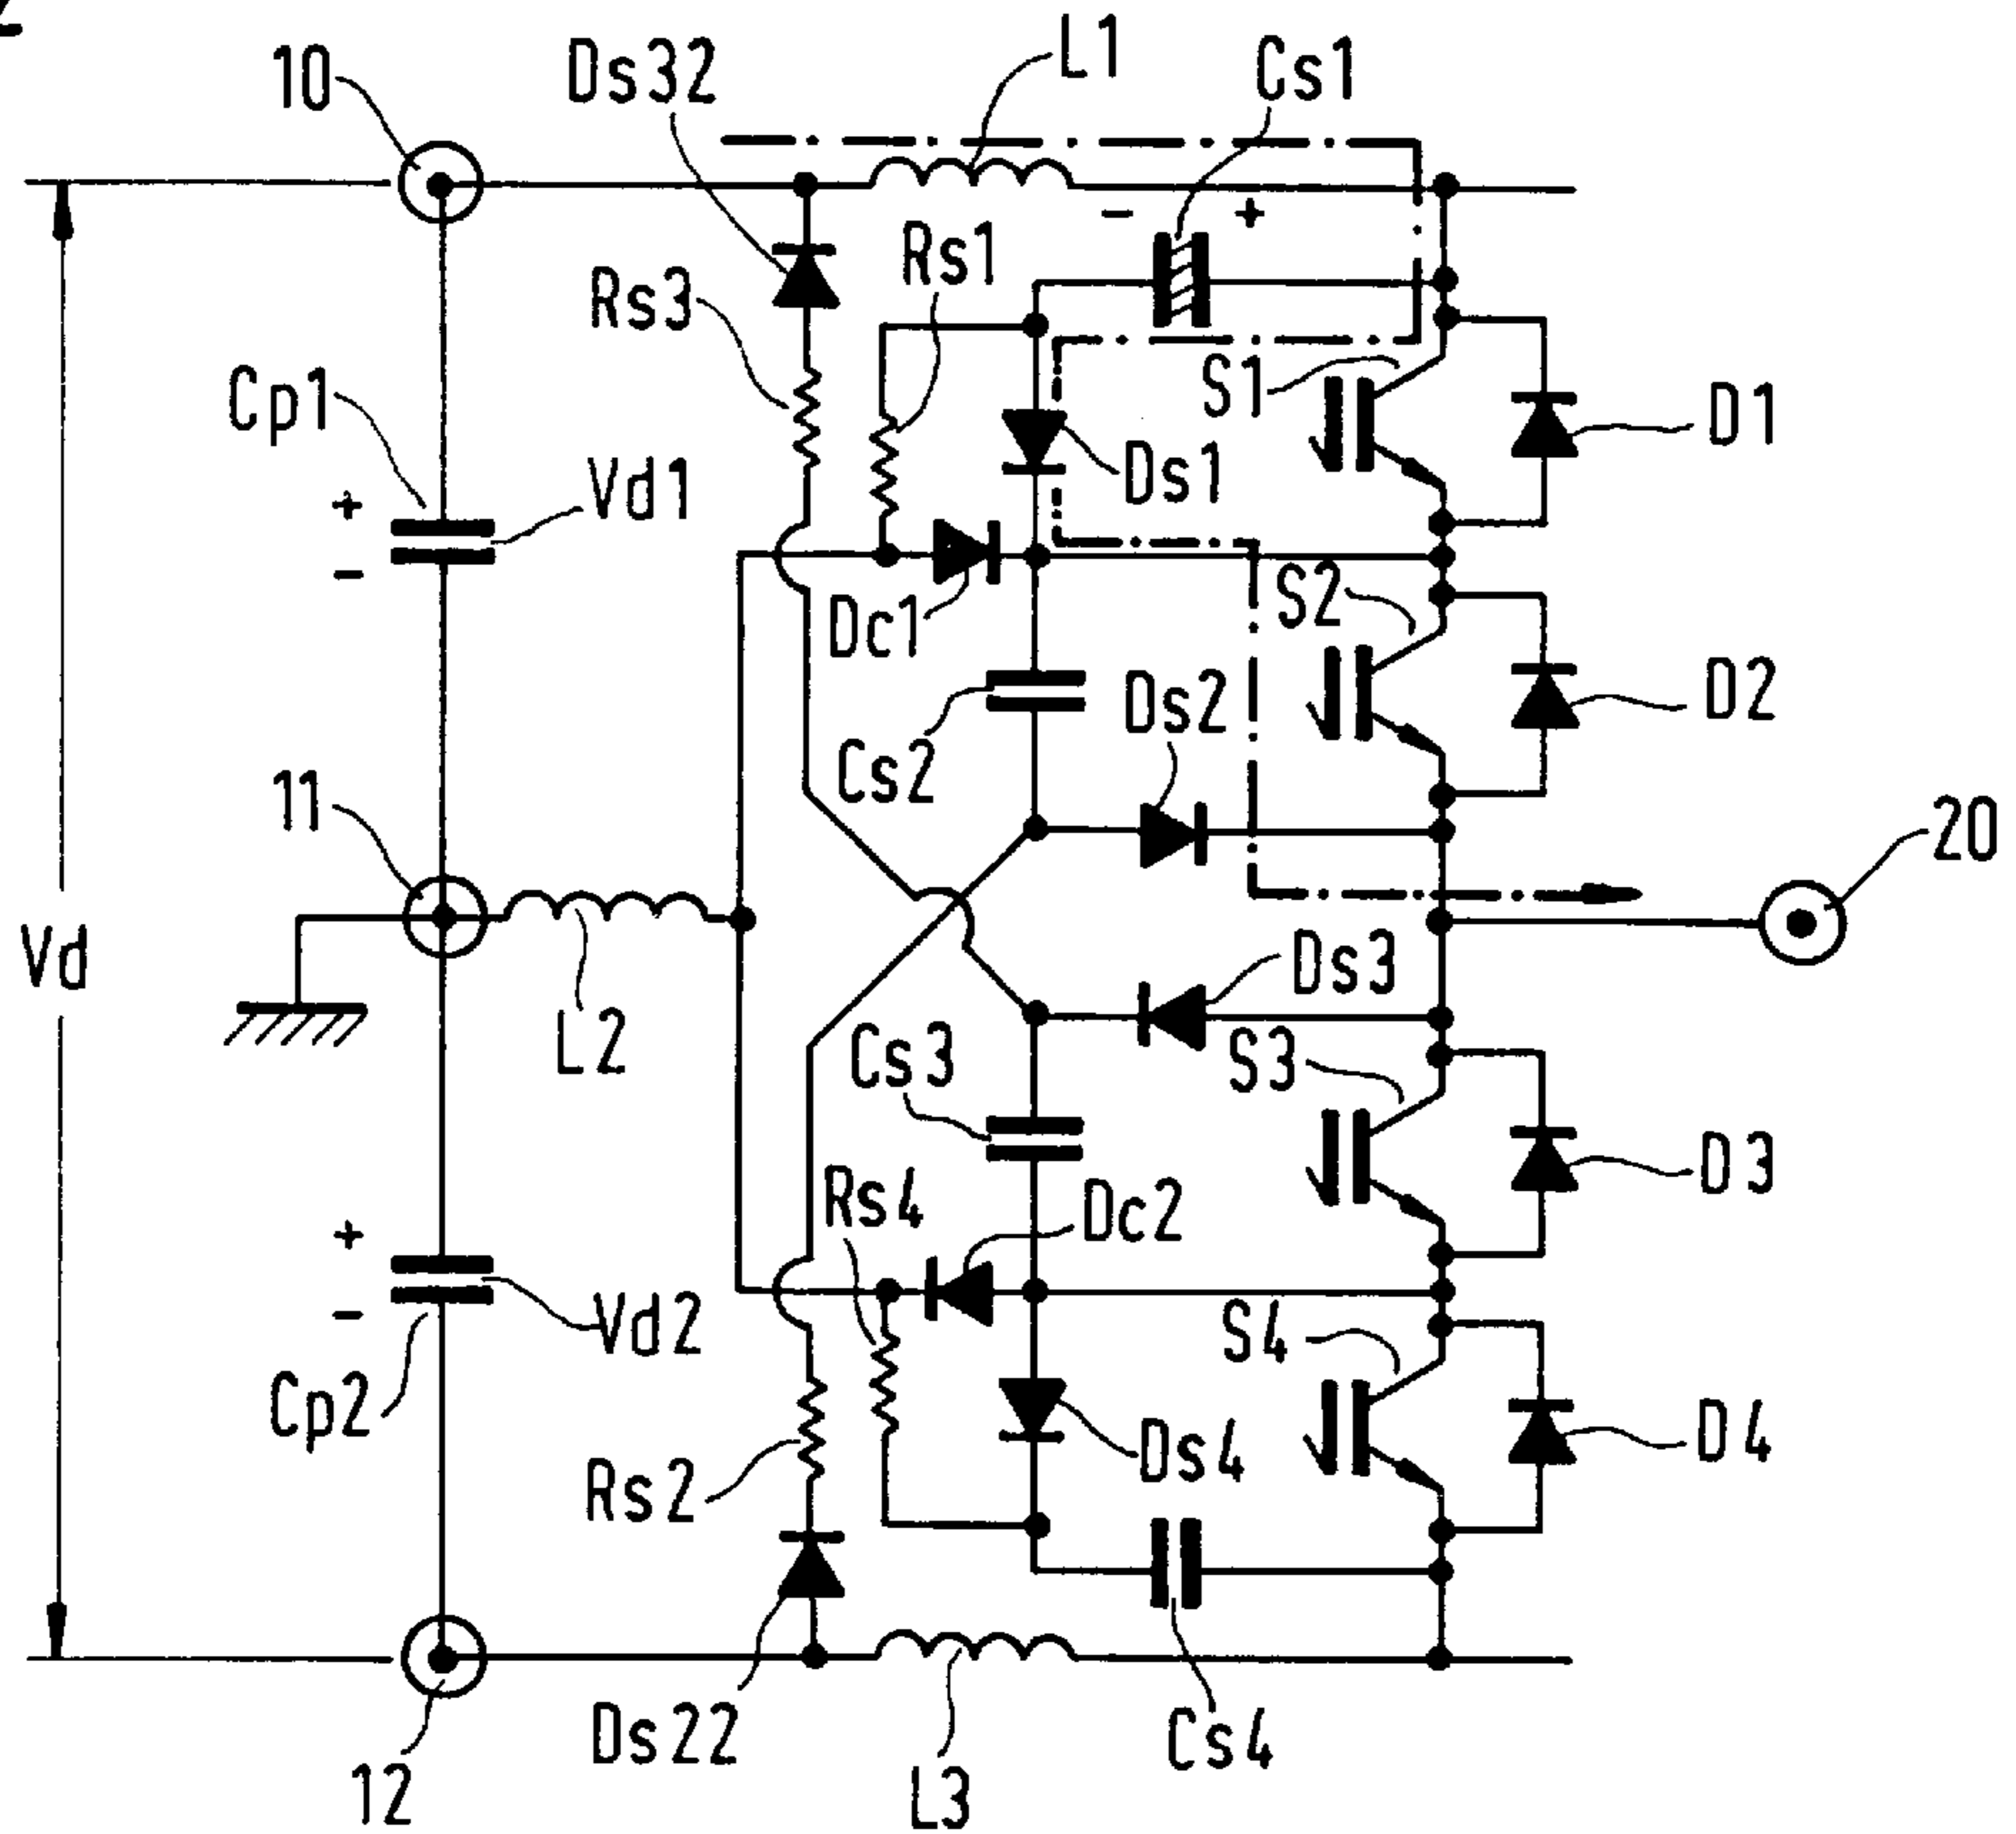 10
Ds32
L1
Cs1
- +
Rs3
Rs1
Cp1
S1
D1
Vd1
Ds1
+
-
S2
Dc1
Ds2
D2
Cs2
11
20
Vd
Ds3
L2
Cs3
S3
D3
Rs4
Dc2
+
-
Vd2
S4
Cp2
D4
Ds4
Rs2
Ds22
Cs4
12
L3